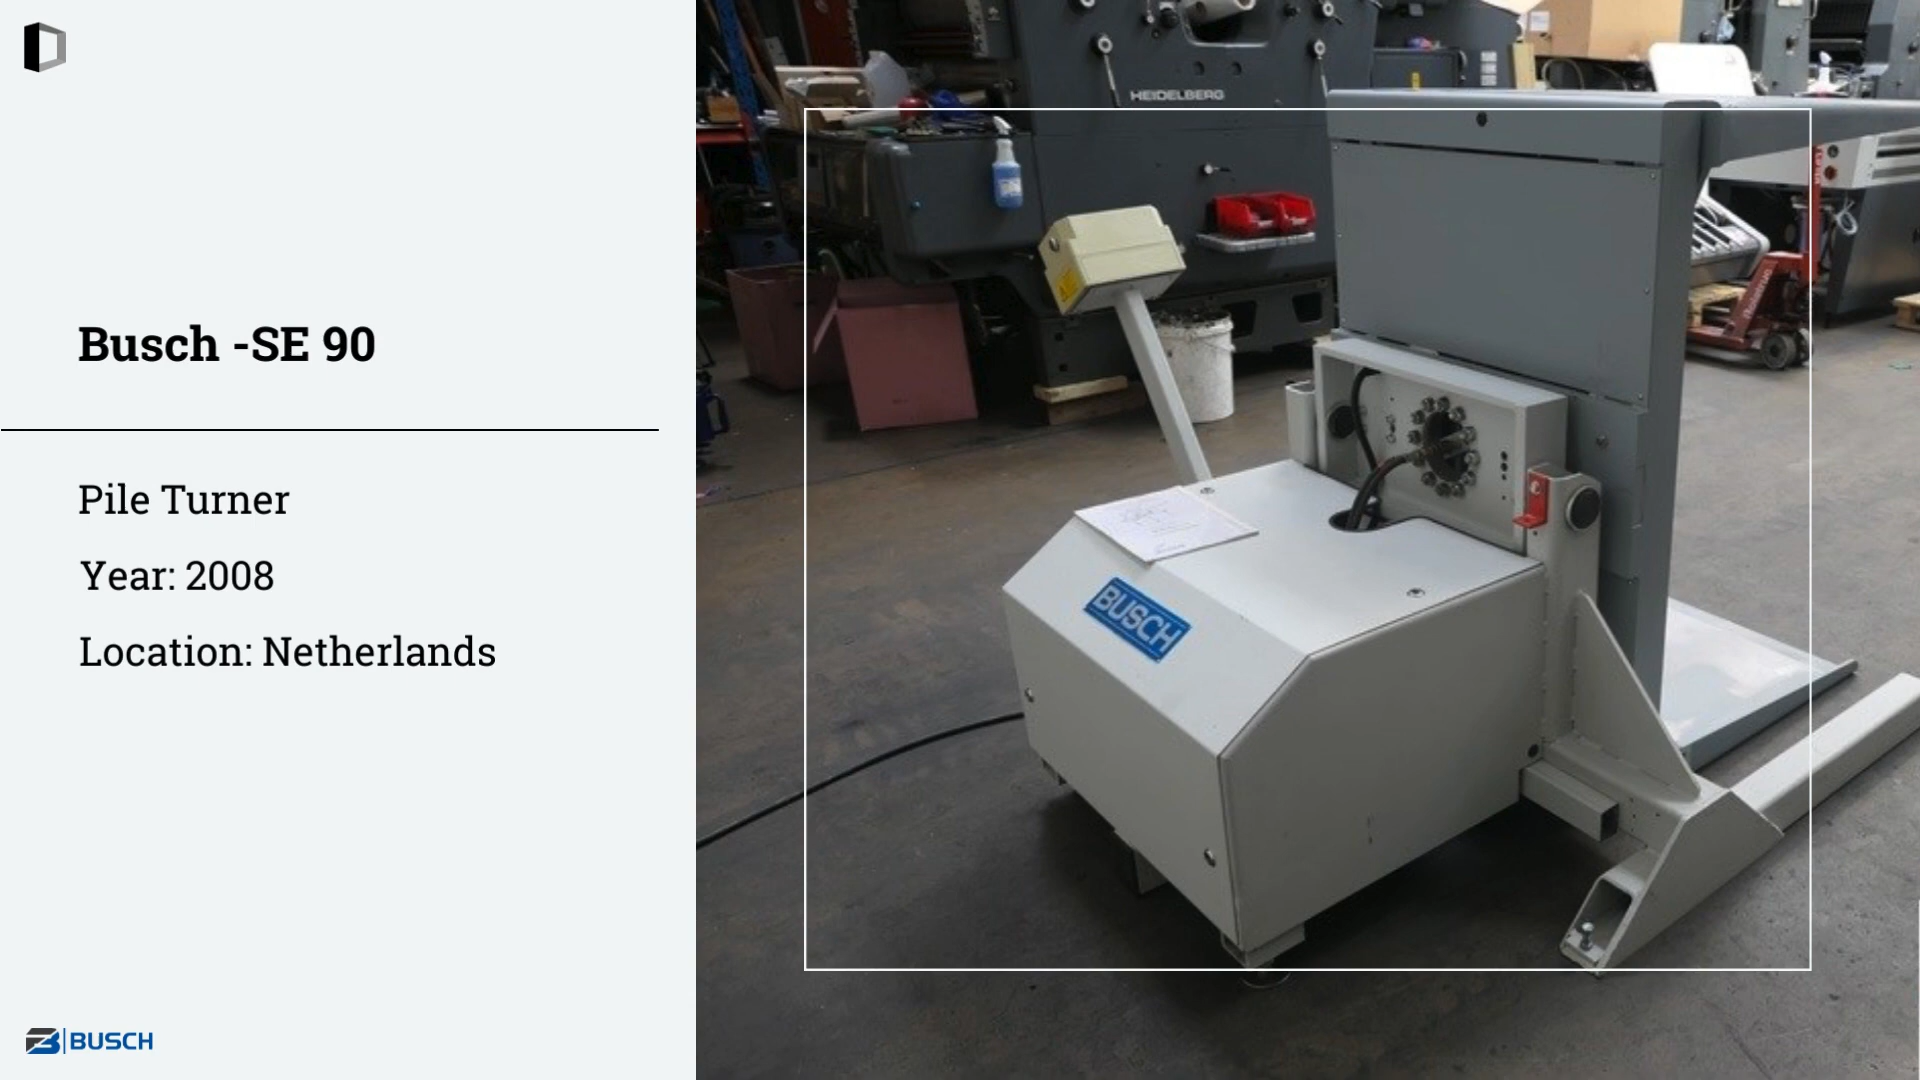 Busch -SE 90
Pile Turner
Year: 2008
Location: Netherlands
BUSCH
HEIDELBERG
BUSCH